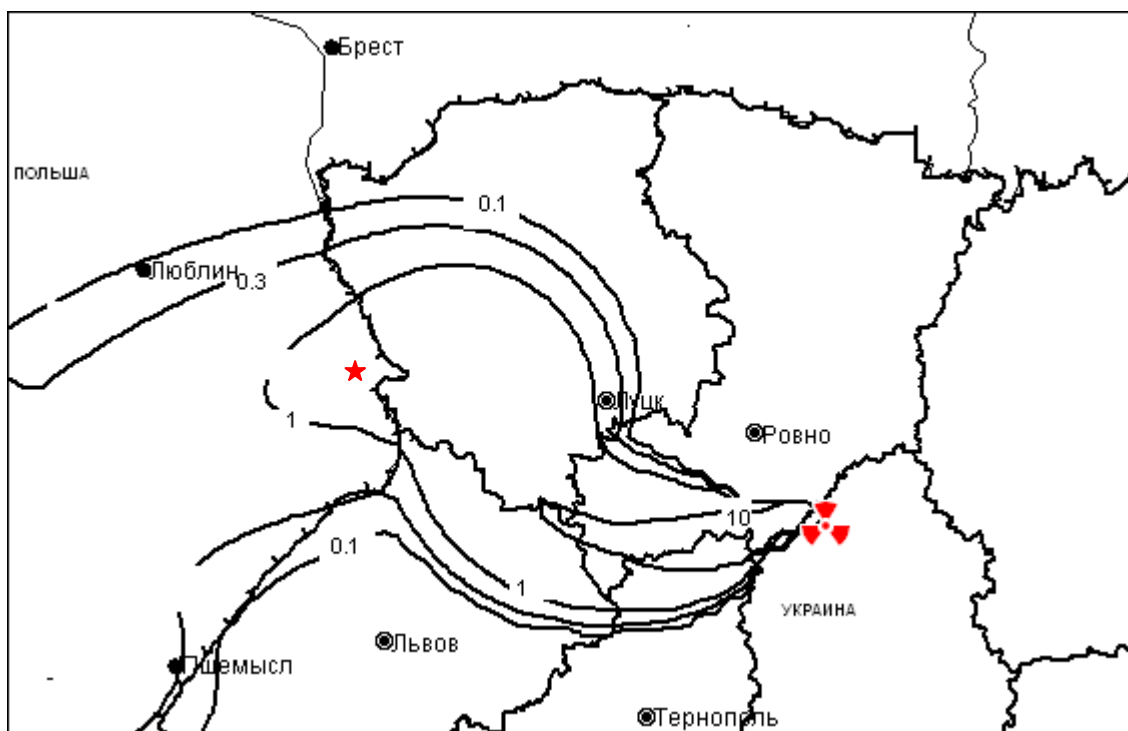 Брест
ПОЛЬША
0.1
Люблин
0.3
Луцк
1
Ровно
10
0.1
1
УКРАИНА
Львов
Пшемысл
Тернополь